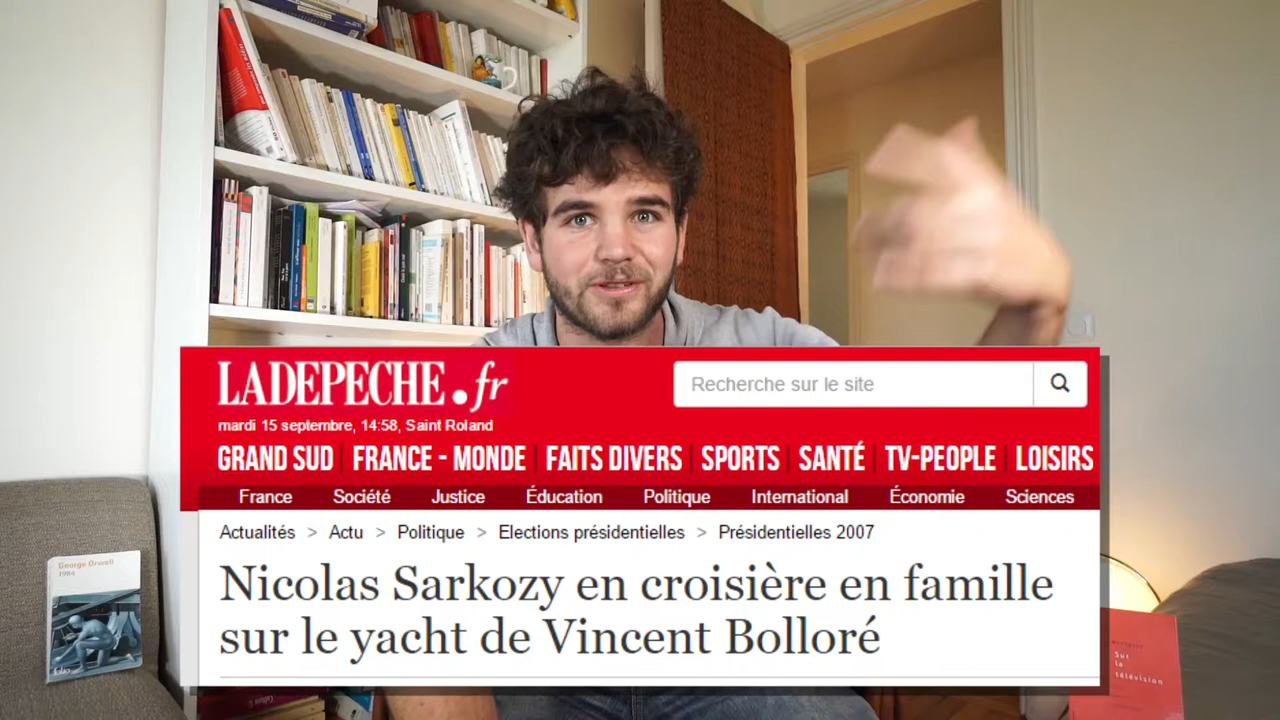 LADEPECHE.fr
Recherche sur le site
mardi 15 septembre, 14:58, Saint Roland
GRAND SUD FRANCE - MONDE FAITS DIVERS SPORTS SANTÉ TV-PEOPLE LOISIRS
France Société Justice Éducation Politique International Économie Sciences
Actualités > Actu > Politique > Elections présidentielles > Présidentielles 2007
Nicolas Sarkozy en croisière en famille
sur le yacht de Vincent Bolloré
George Orwell
1984
folio
Sur
la
télévision